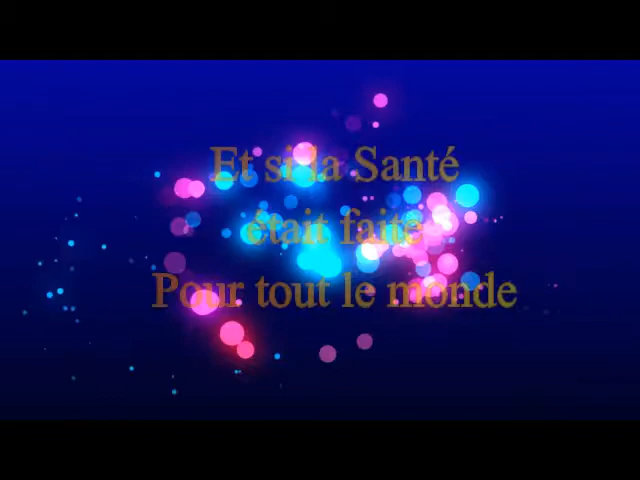 Et si la Santé
était faite
Pour tout le monde